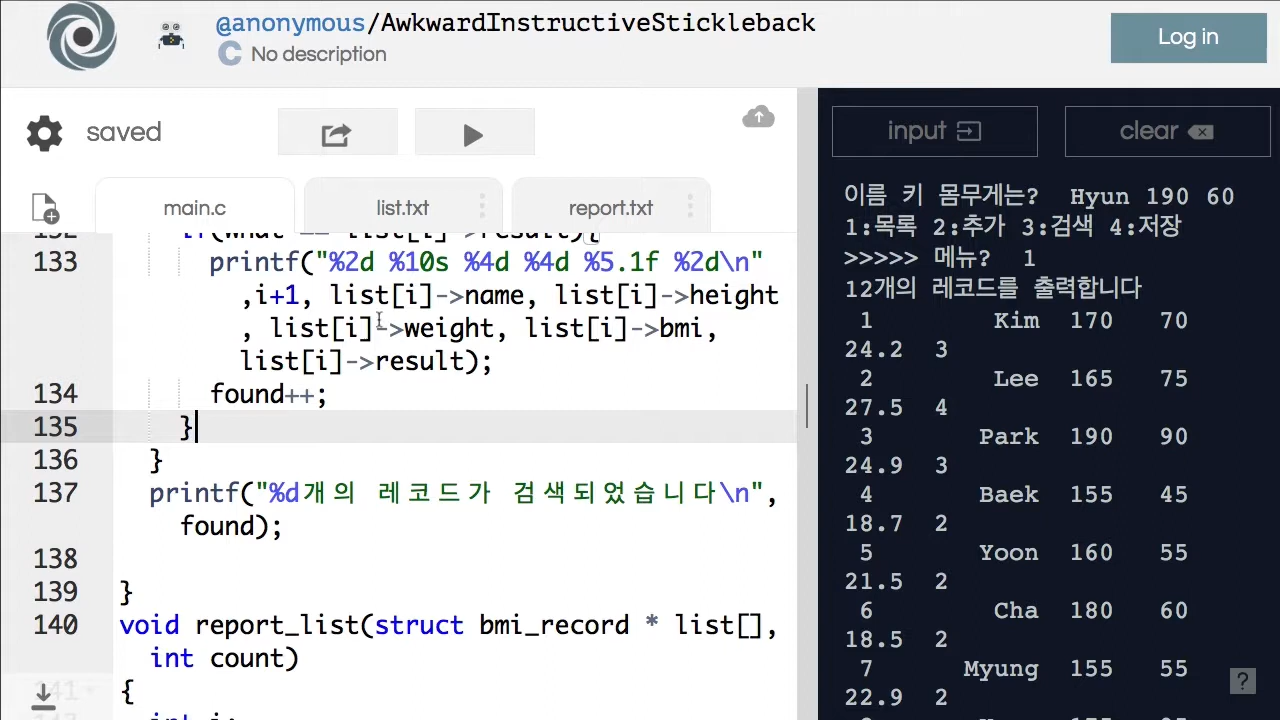 @anonymous/AwkwardInstructiveStickleback
No description
Log in
saved
input
clear
main.c
list.txt
report.txt
133 printf("%2d %10s %4d %4d %5.1f %2d\n"
,i+1, list[i]->name, list[i]->height
, list[i]->weight, list[i]->bmi,
list[i]->result);
134 found++;
135 }
136 }
137 printf("%d개의 레코드가 검색되었습니다\n",
found);
138
139 }
140 void report_list(struct bmi_record * list[],
int count)
141 {
이름 키 몸무게는? Hyun 190 60
1:목록 2:추가 3:검색 4:저장
>>>>> 메뉴? 1
12개의 레코드를 출력합니다
1 Kim 170 70
24.2 3
2 Lee 165 75
27.5 4
3 Park 190 90
24.9 3
4 Baek 155 45
18.7 2
5 Yoon 160 55
21.5 2
6 Cha 180 60
18.5 2
7 Myung 155 55
22.9 2
?